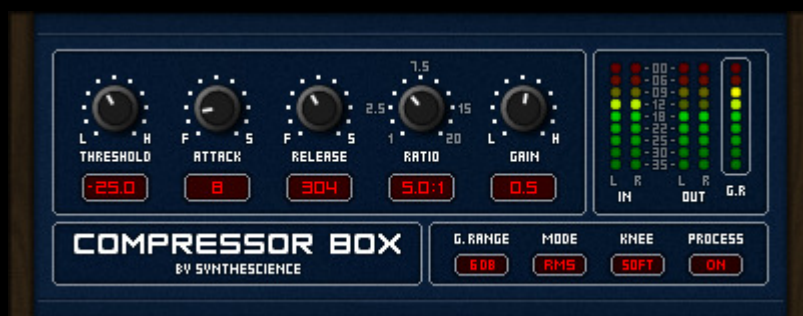 7.5
2.5 15
L H F S F S 1 20 L H
THRESHOLD ATTACK RELEASE RATIO GAIN
-25.0 8 304 5.0:1 0.5
-00-
-06-
-09-
-12-
-18-
-22-
-25-
-30-
-35-
L R L R
IN OUT G.R
COMPRESSOR BOX
BY SYNTHESCIENCE
G.RANGE MODE KNEE PROCESS
6DB RMS SOFT ON